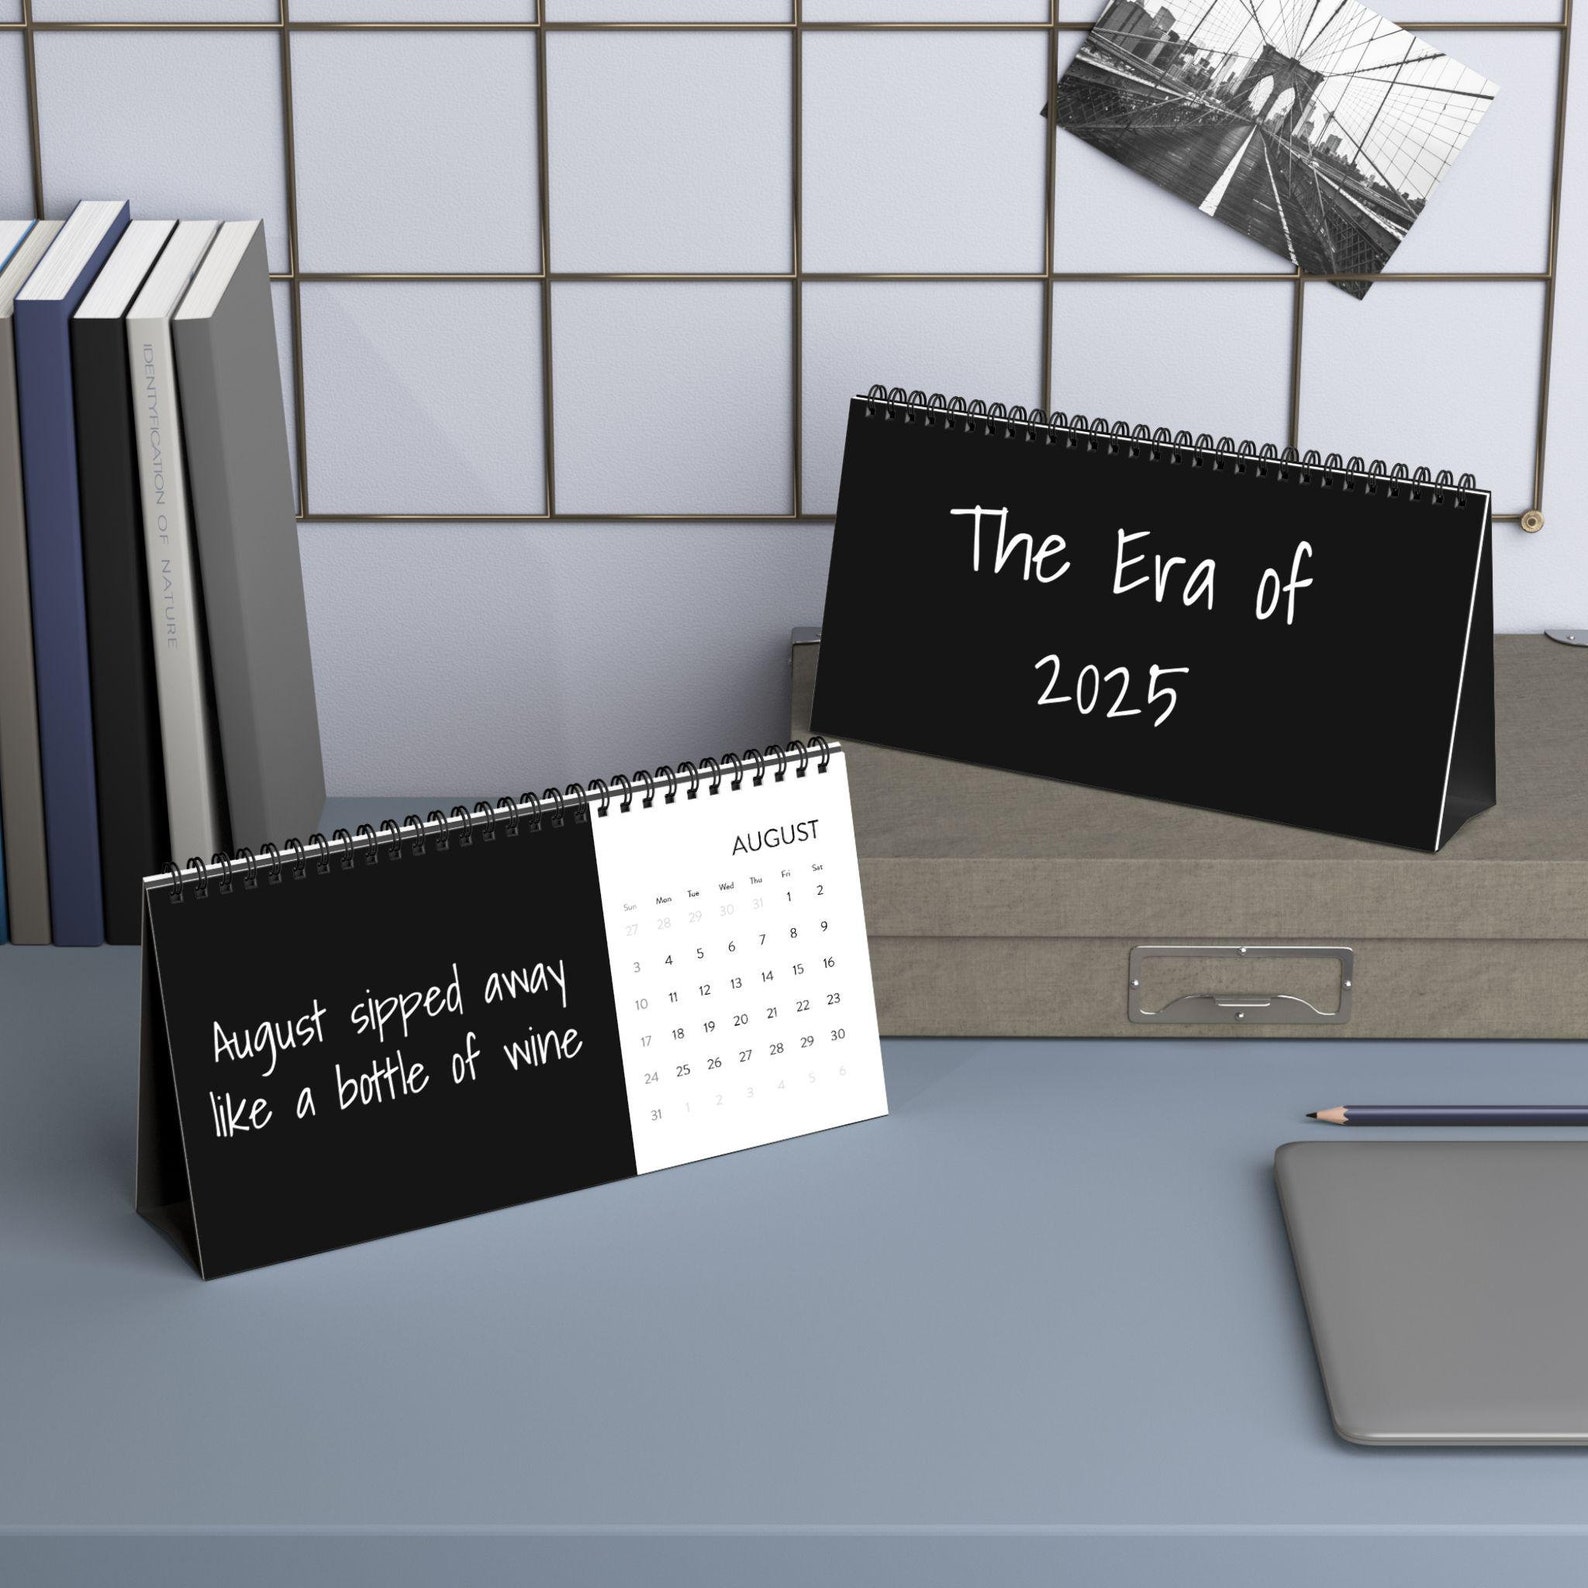 IDENTYFICATION OF NATURE
The Era of
2025
August sipped away
like a bottle of wine
AUGUST
Sun Mon Tue Wed Thu Fri Sat
27 28 29 30 31 1 2
3 4 5 6 7 8 9
10 11 12 13 14 15 16
17 18 19 20 21 22 23
24 25 26 27 28 29 30
31 1 2 3 4 5 6